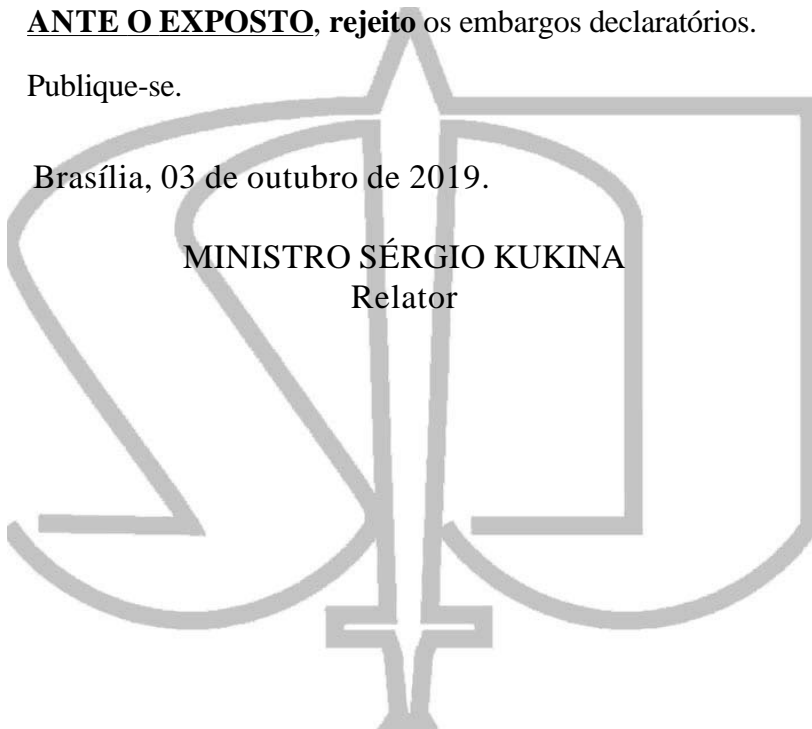 ANTE O EXPOSTO, rejeito os embargos declaratórios.
Publique-se.
Brasília, 03 de outubro de 2019.
MINISTRO SÉRGIO KUKINA
Relator